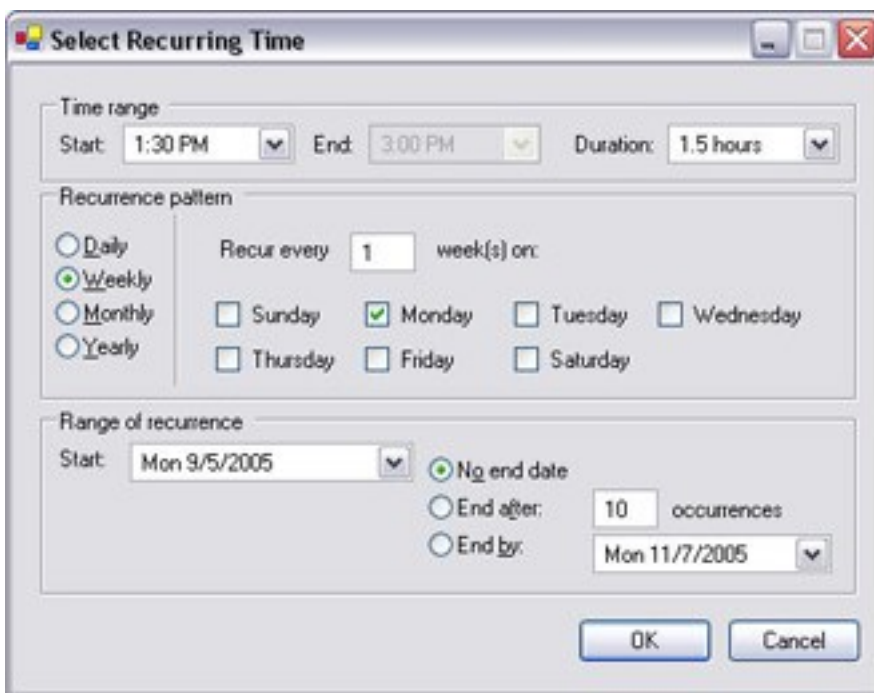 Select Recurring Time
Time range
Start: 1:30 PM End: 3:00 PM Duration: 1.5 hours
Recurrence pattern
Daily
Recur every 1 week(s) on:
Weekly
Monthly
Sunday Monday Tuesday Wednesday
Yearly
Thursday Friday Saturday
Range of recurrence
Start: Mon 9/5/2005
No end date
End after: 10 occurrences
End by: Mon 11/7/2005
OK Cancel